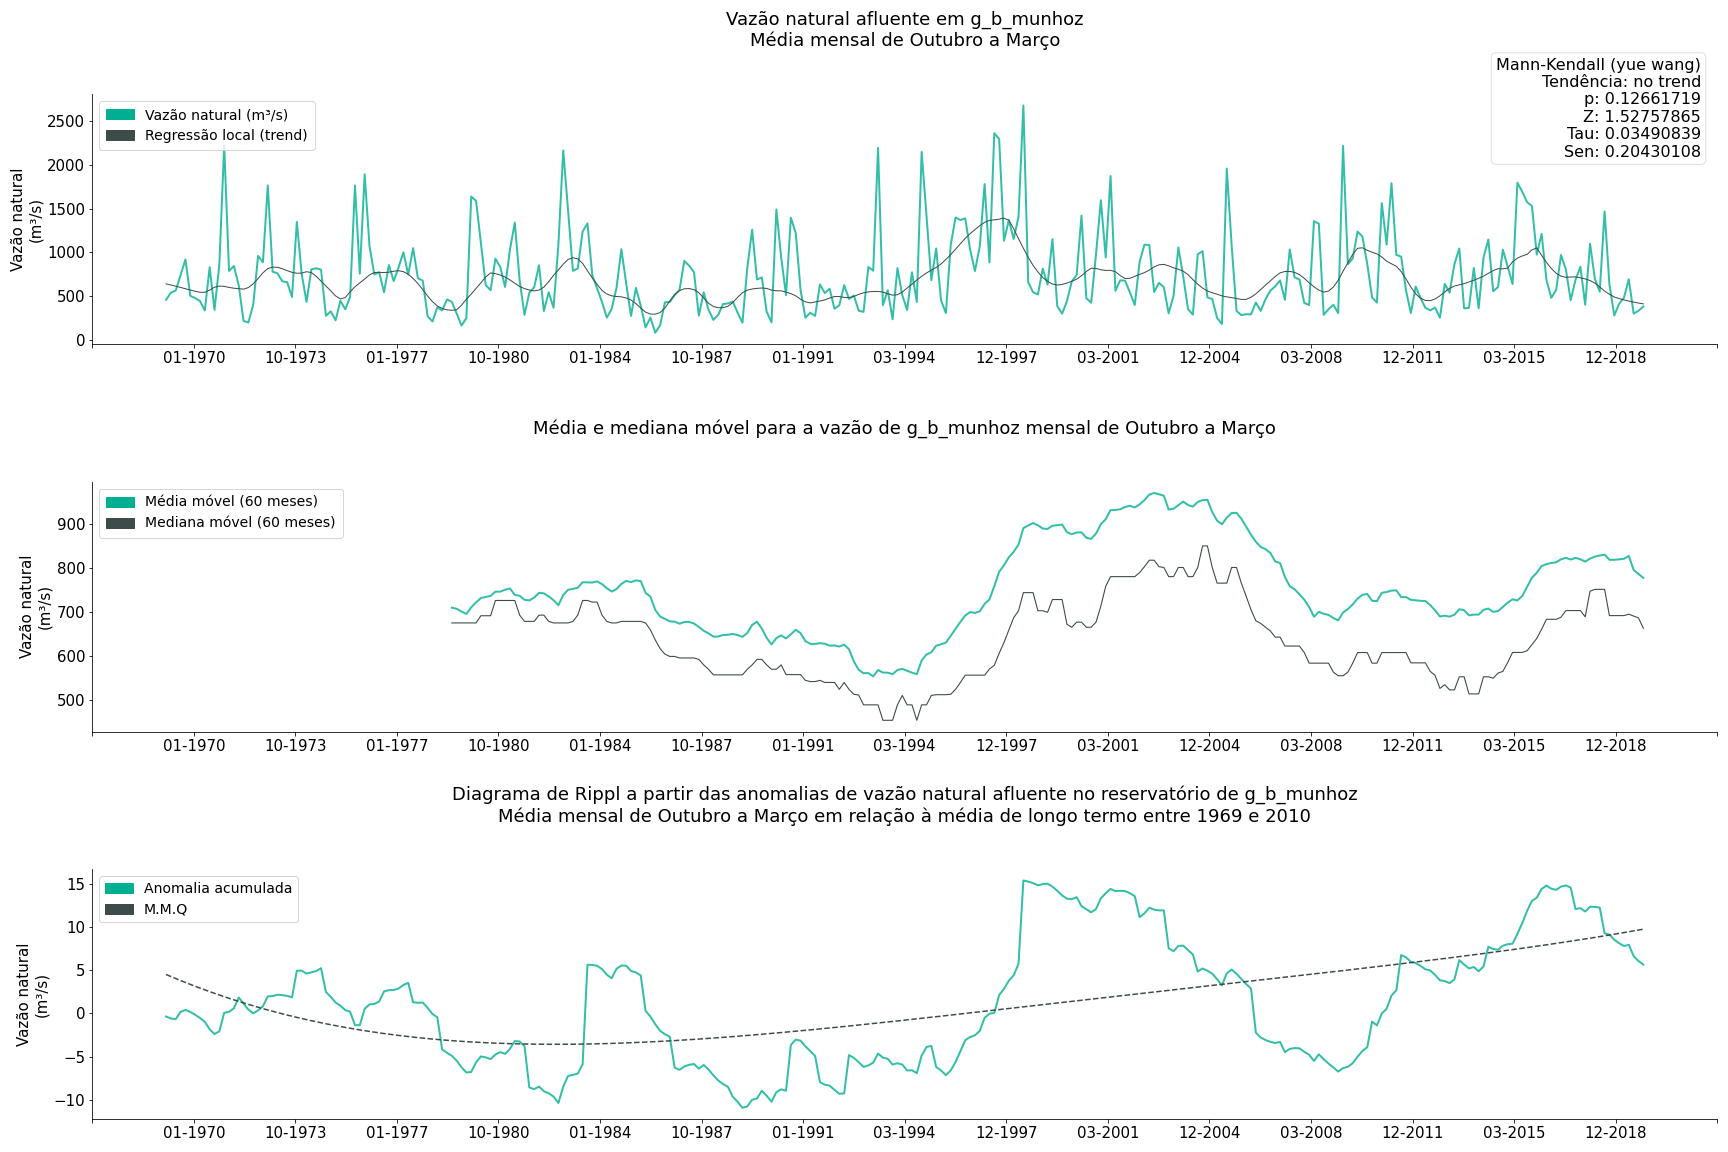 Vazão natural afluente em g_b_munhoz
Média mensal de Outubro a Março
Mann-Kendall (yue wang)
Tendência: no trend
p: 0.12661719
Z: 1.52757865
Tau: 0.03490839
Sen: 0.20430108
Vazão natural (m³/s)
Regressão local (trend)
Vazão natural
(m³/s)
2500
2000
1500
1000
500
0
01-1970 10-1973 01-1977 10-1980 01-1984 10-1987 01-1991 03-1994 12-1997 03-2001 12-2004 03-2008 12-2011 03-2015 12-2018
Média e mediana móvel para a vazão de g_b_munhoz mensal de Outubro a Março
Média móvel (60 meses)
Mediana móvel (60 meses)
Vazão natural
(m³/s)
900
800
700
600
500
01-1970 10-1973 01-1977 10-1980 01-1984 10-1987 01-1991 03-1994 12-1997 03-2001 12-2004 03-2008 12-2011 03-2015 12-2018
Diagrama de Rippl a partir das anomalias de vazão natural afluente no reservatório de g_b_munhoz
Média mensal de Outubro a Março em relação à média de longo termo entre 1969 e 2010
Anomalia acumulada
M.M.Q
Vazão natural
(m³/s)
15
10
5
0
−5
−10
01-1970 10-1973 01-1977 10-1980 01-1984 10-1987 01-1991 03-1994 12-1997 03-2001 12-2004 03-2008 12-2011 03-2015 12-2018